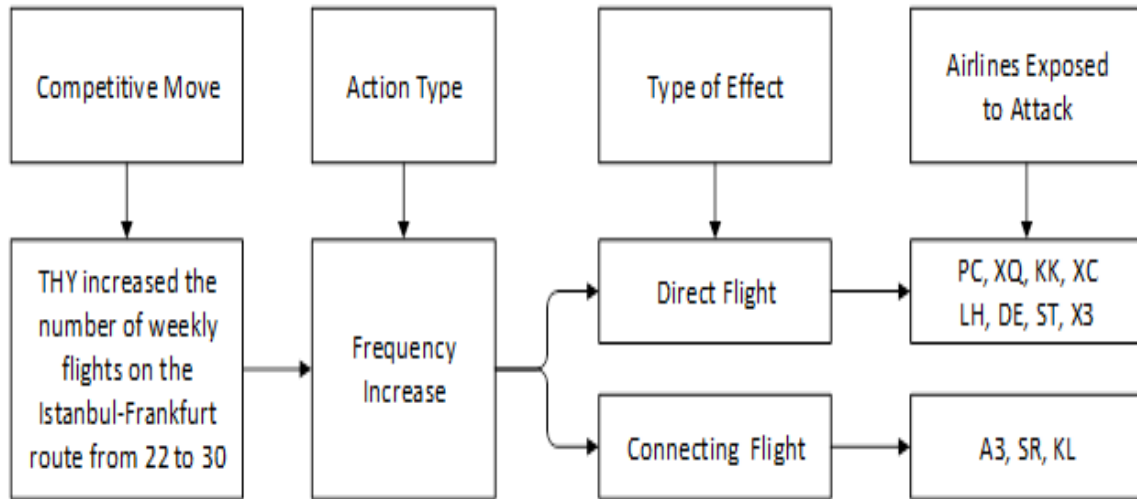 Competitive Move
Action Type
Type of Effect
Airlines Exposed
to Attack
THY increased the
number of weekly
flights on the
Istanbul-Frankfurt
route from 22 to 30
Frequency
Increase
Direct Flight
PC, XQ, KK, XC
LH, DE, ST, X3
Connecting Flight
A3, SR, KL